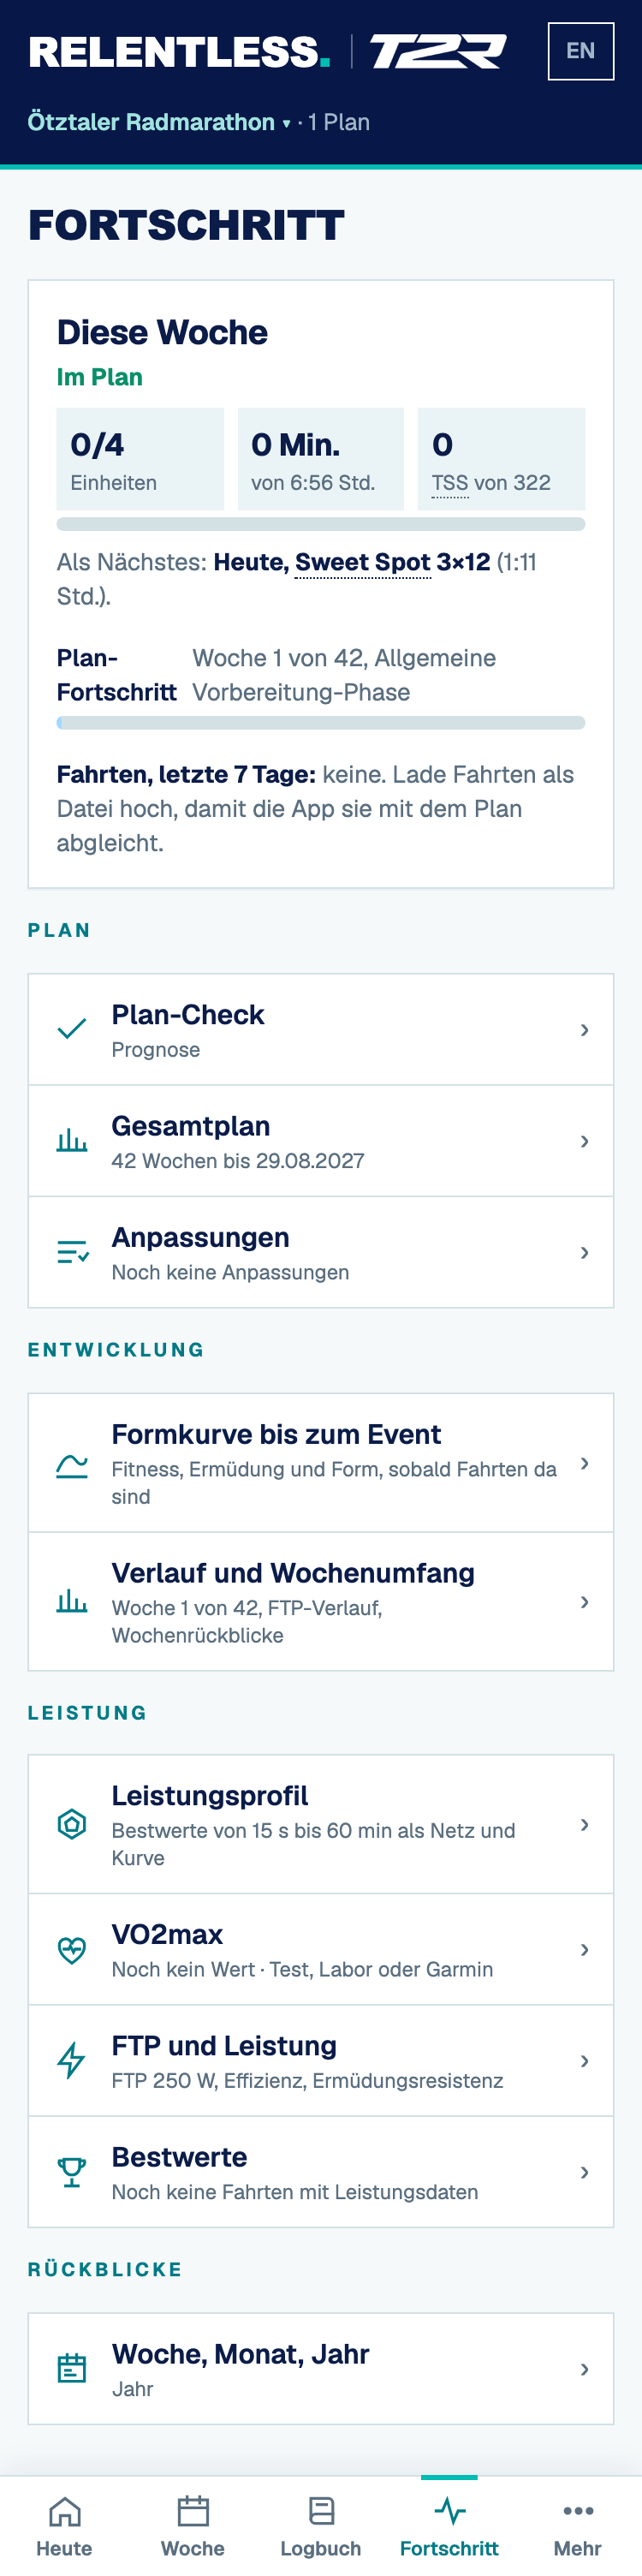 RELENTLESS. T2R EN
Ötztaler Radmarathon ▾ · 1 Plan
FORTSCHRITT
Diese Woche
Im Plan
0/4
Einheiten
0 Min.
von 6:56 Std.
0
TSS von 322
Als Nächstes: Heute, Sweet Spot 3×12 (1:11
Std.).
Plan-
Fortschritt
Woche 1 von 42, Allgemeine
Vorbereitung-Phase
Fahrten, letzte 7 Tage: keine. Lade Fahrten als
Datei hoch, damit die App sie mit dem Plan
abgleicht.
PLAN
Plan-Check
Prognose
Gesamtplan
42 Wochen bis 29.08.2027
Anpassungen
Noch keine Anpassungen
ENTWICKLUNG
Formkurve bis zum Event
Fitness, Ermüdung und Form, sobald Fahrten da
sind
Verlauf und Wochenumfang
Woche 1 von 42, FTP-Verlauf,
Wochenrückblicke
LEISTUNG
Leistungsprofil
Bestwerte von 15 s bis 60 min als Netz und
Kurve
VO2max
Noch kein Wert · Test, Labor oder Garmin
FTP und Leistung
FTP 250 W, Effizienz, Ermüdungsresistenz
Bestwerte
Noch keine Fahrten mit Leistungsdaten
RÜCKBLICKE
Woche, Monat, Jahr
Jahr
Heute Woche Logbuch Fortschritt Mehr